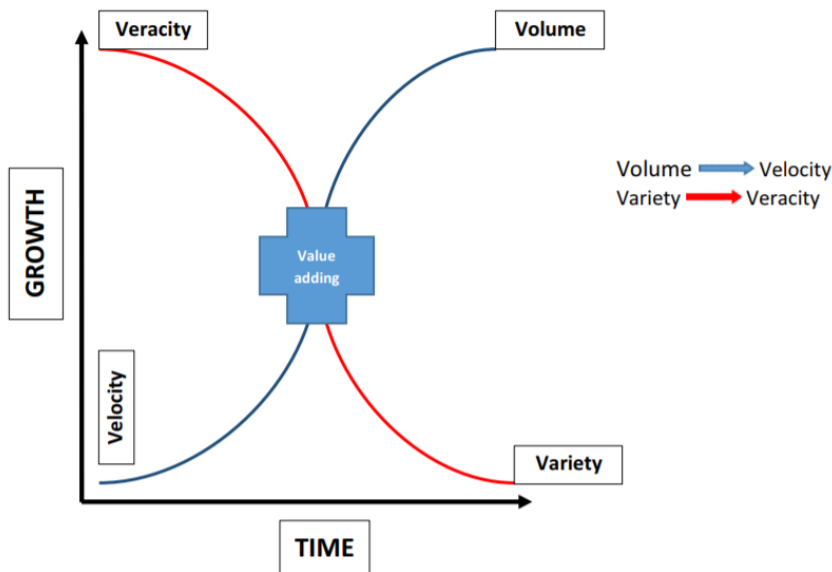 Veracity
Volume
Volume Velocity
Variety Veracity
GROWTH
Value
adding
Velocity
Variety
TIME